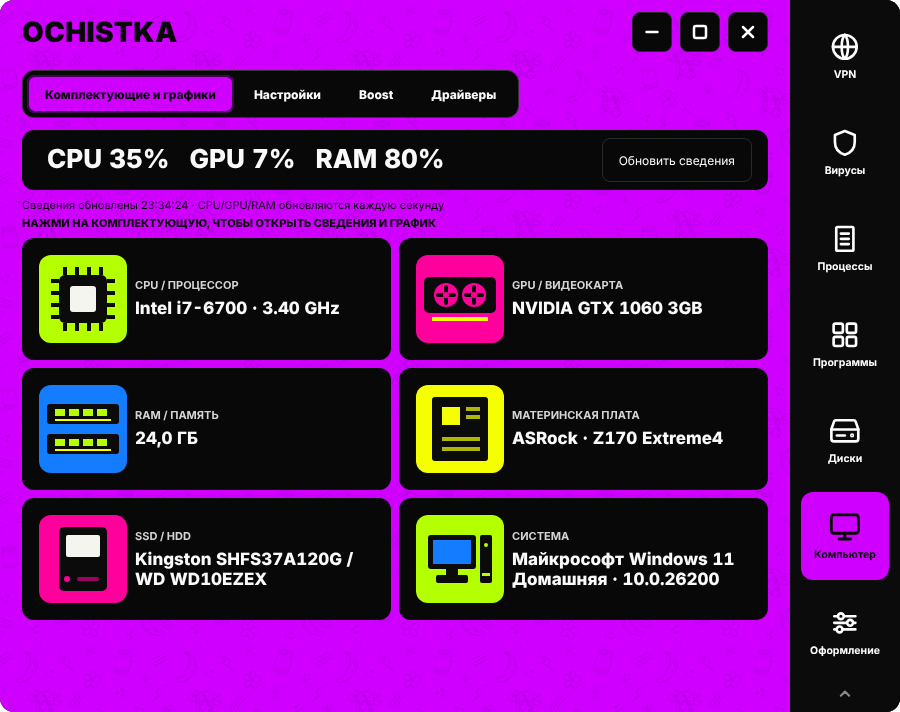 OCHISTKA
Комплектующие и графики
Настройки
Boost
Драйверы
CPU 35% GPU 7% RAM 80%
Обновить сведения
Сведения обновлены 23:34:24 · CPU/GPU/RAM обновляются каждую секунду
НАЖМИ НА КОМПЛЕКТУЮЩУЮ, ЧТОБЫ ОТКРЫТЬ СВЕДЕНИЯ И ГРАФИК
CPU / ПРОЦЕССОР
Intel i7-6700 · 3.40 GHz
GPU / ВИДЕОКАРТА
NVIDIA GTX 1060 3GB
RAM / ПАМЯТЬ
24,0 ГБ
МАТЕРИНСКАЯ ПЛАТА
ASRock · Z170 Extreme4
SSD / HDD
Kingston SHFS37A120G /
WD WD10EZEX
СИСТЕМА
Майкрософт Windows 11
Домашняя · 10.0.26200
VPN
Вирусы
Процессы
Программы
Диски
Компьютер
Оформление